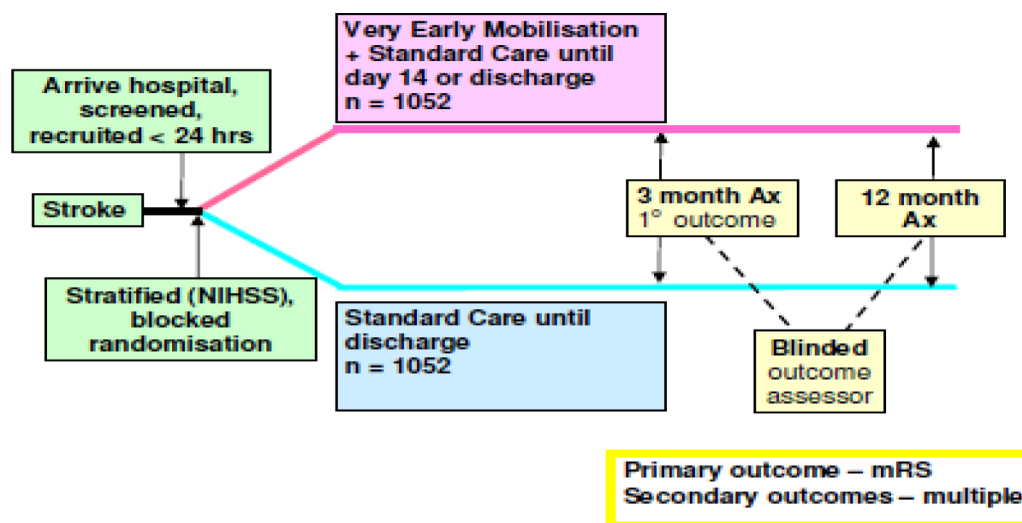 Very Early Mobilisation
+ Standard Care until
day 14 or discharge
n = 1052
Arrive hospital,
screened,
recruited < 24 hrs
Stroke
3 month Ax
1° outcome
12 month
Ax
Stratified (NIHSS),
blocked
randomisation
Standard Care until
discharge
n = 1052
Blinded
outcome
assessor
Primary outcome – mRS
Secondary outcomes – multiple